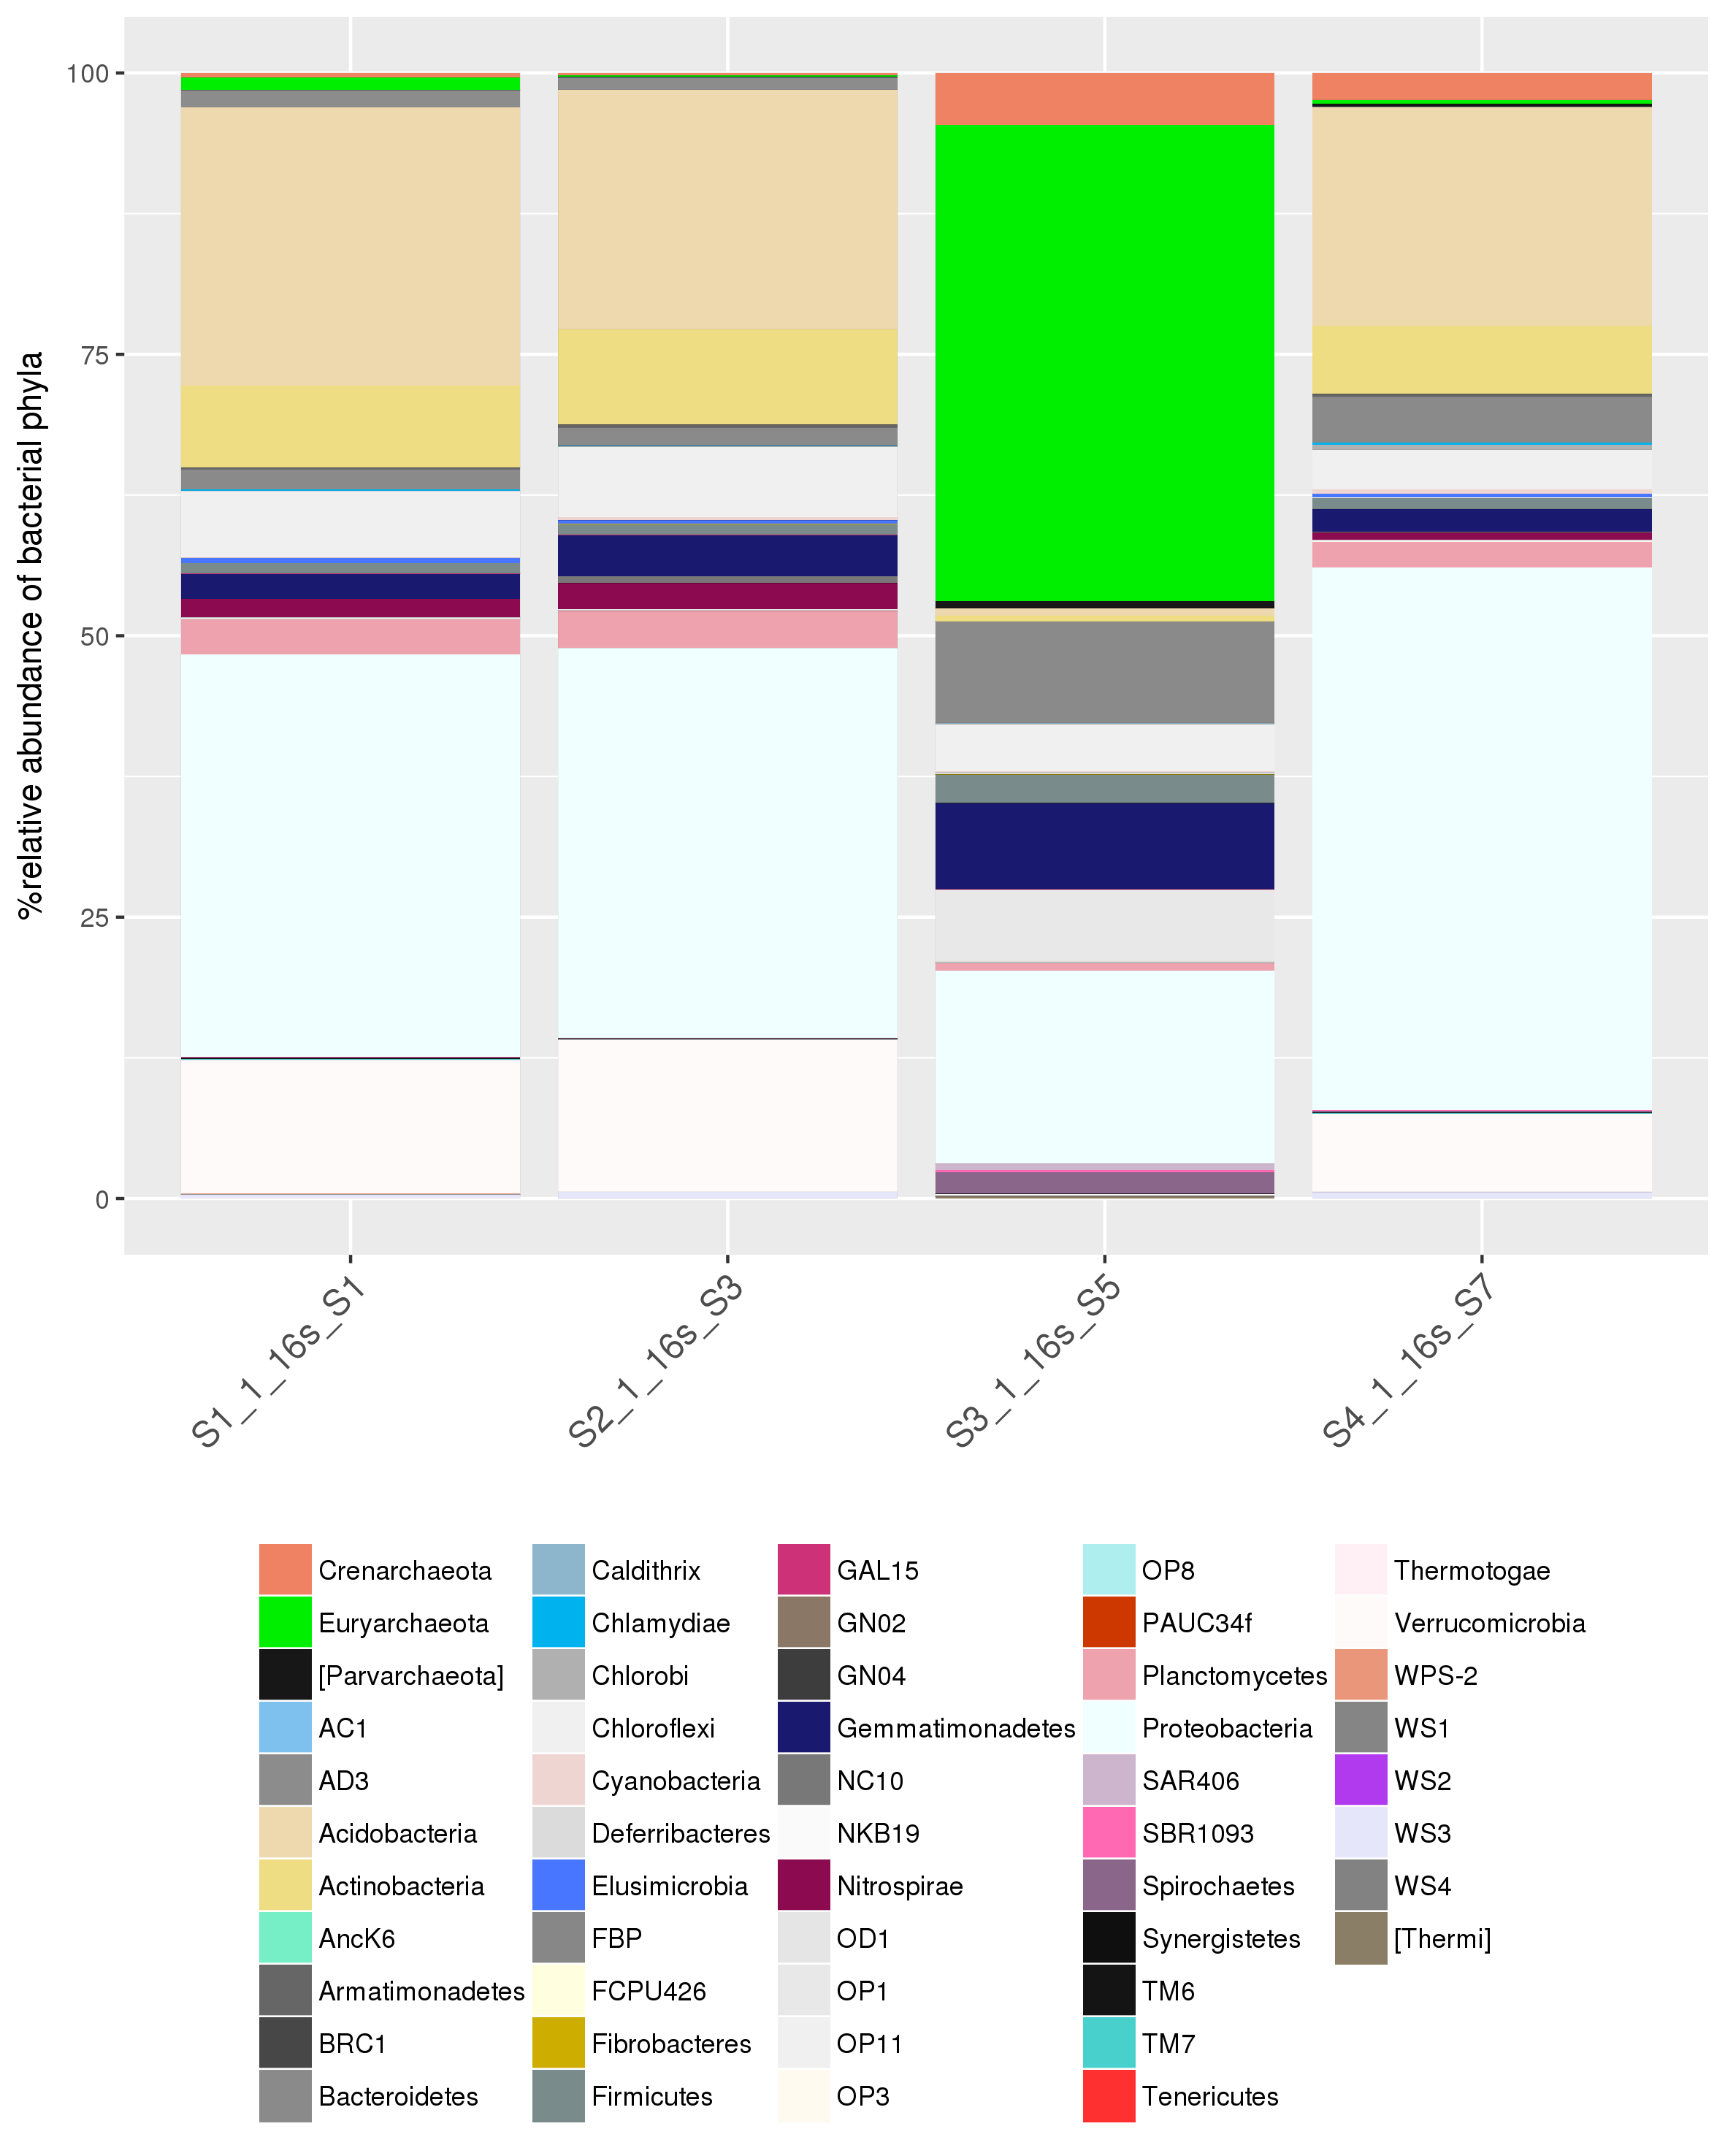 %relative abundance of bacterial phyla
100
75
50
25
0
S1_1_16s_S1
S2_1_16s_S3
S3_1_16s_S5
S4_1_16s_S7
Crenarchaeota
Euryarchaeota
[Parvarchaeota]
AC1
AD3
Acidobacteria
Actinobacteria
AncK6
Armatimonadetes
BRC1
Bacteroidetes
Caldithrix
Chlamydiae
Chlorobi
Chloroflexi
Cyanobacteria
Deferribacteres
Elusimicrobia
FBP
FCPU426
Fibrobacteres
Firmicutes
GAL15
GN02
GN04
Gemmatimonadetes
NC10
NKB19
Nitrospirae
OD1
OP1
OP11
OP3
OP8
PAUC34f
Planctomycetes
Proteobacteria
SAR406
SBR1093
Spirochaetes
Synergistetes
TM6
TM7
Tenericutes
Thermotogae
Verrucomicrobia
WPS-2
WS1
WS2
WS3
WS4
[Thermi]